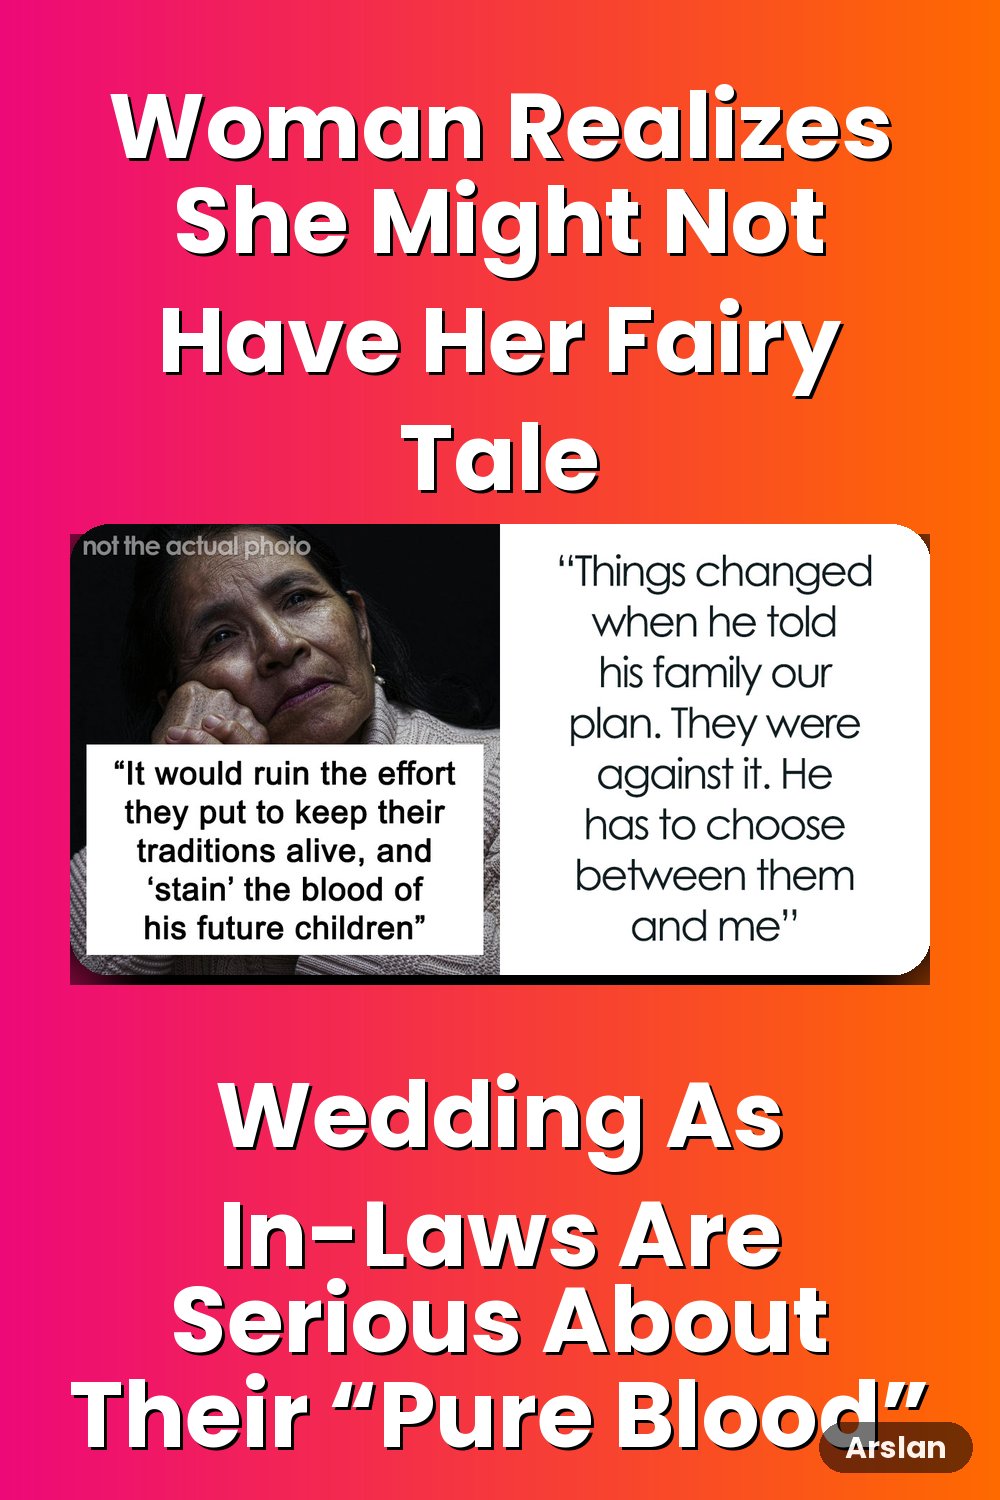 Woman Realizes
She Might Not
Have Her Fairy
Tale
not the actual photo
“It would ruin the effort
they put to keep their
traditions alive, and
‘stain’ the blood of
his future children”
“Things changed
when he told
his family our
plan. They were
against it. He
has to choose
between them
and me”
Wedding As
In-Laws Are
Serious About
Their “Pure Blood”
Arslan